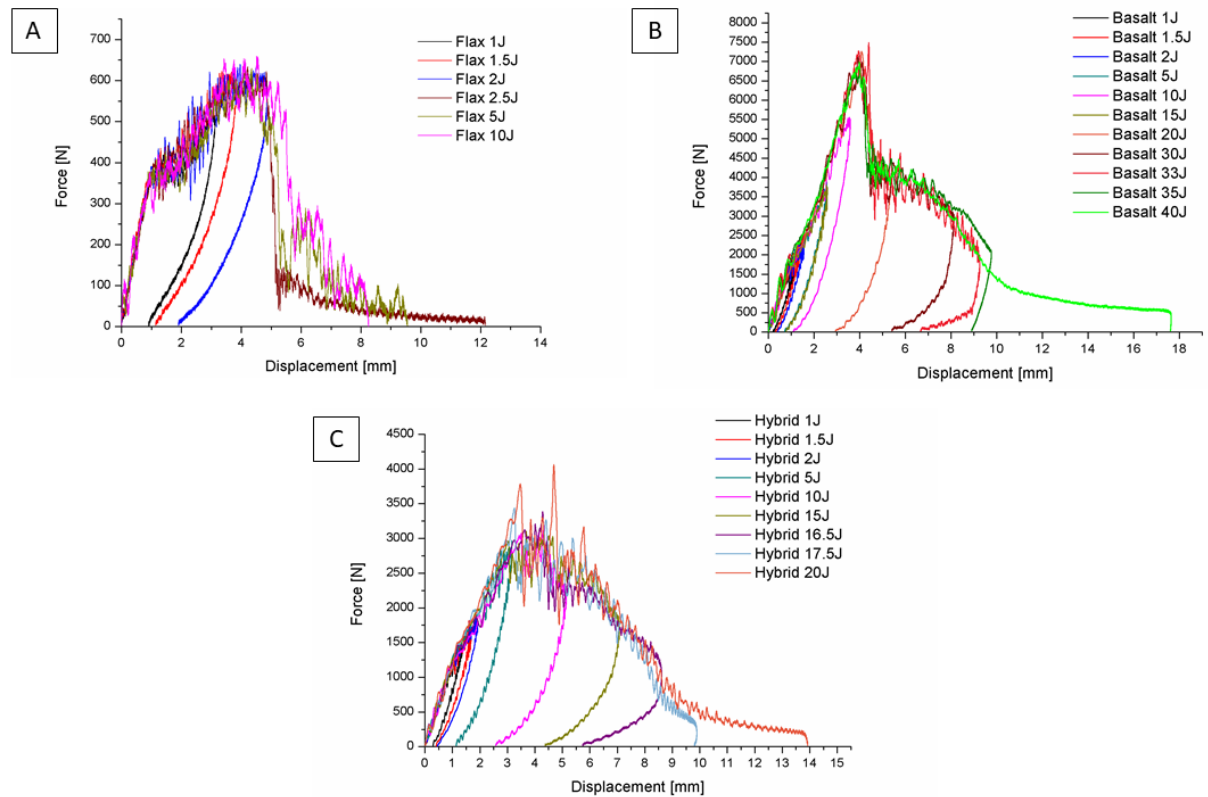 A
Flax 1J
Flax 1.5J
Flax 2J
Flax 2.5J
Flax 5J
Flax 10J
700
600
500
400
300
200
100
0
Force [N]
0 2 4 6 8 10 12 14
Displacement [mm]
B
Basalt 1J
Basalt 1.5J
Basalt 2J
Basalt 5J
Basalt 10J
Basalt 15J
Basalt 20J
Basalt 30J
Basalt 33J
Basalt 35J
Basalt 40J
8000
7500
7000
6500
6000
5500
5000
4500
4000
3500
3000
2500
2000
1500
1000
500
0
Force [N]
0 2 4 6 8 10 12 14 16 18
Displacement [mm]
C
Hybrid 1J
Hybrid 1.5J
Hybrid 2J
Hybrid 5J
Hybrid 10J
Hybrid 15J
Hybrid 16.5J
Hybrid 17.5J
Hybrid 20J
4500
4000
3500
3000
2500
2000
1500
1000
500
0
Force [N]
0 1 2 3 4 5 6 7 8 9 10 11 12 13 14 15
Displacement [mm]